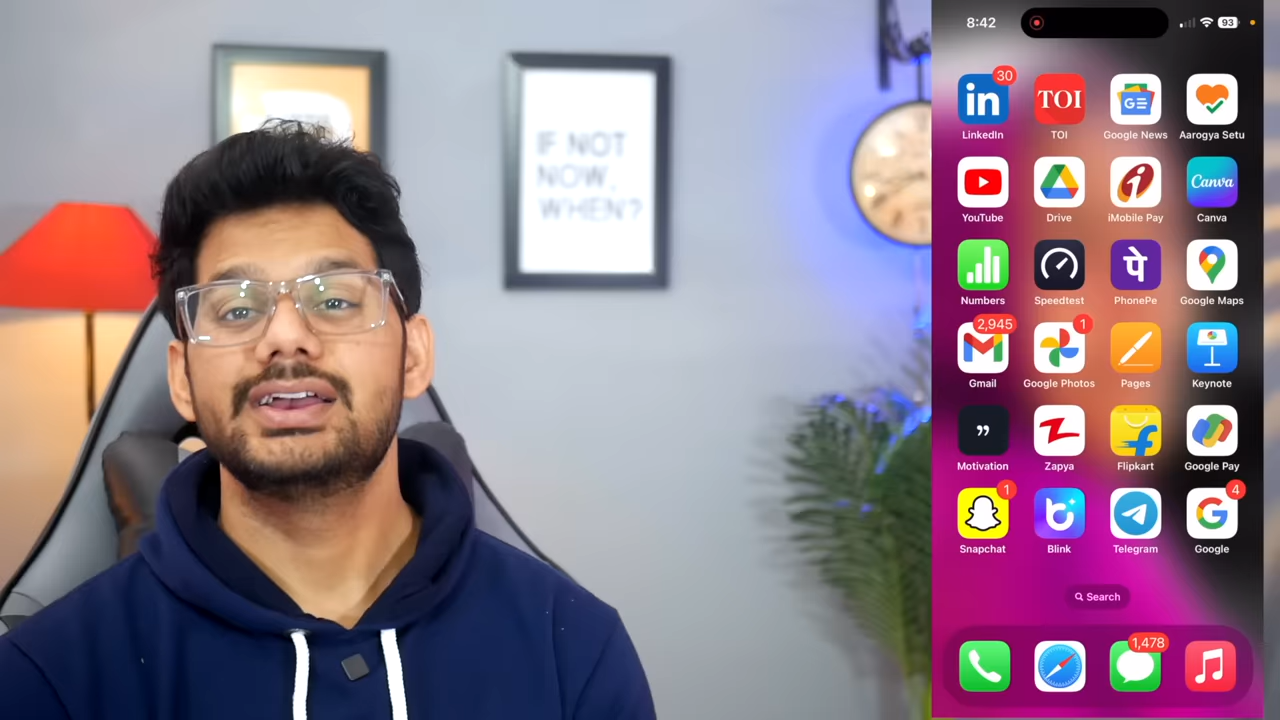 IF NOT
NOW,
WHEN?
8:42
93
30
in
TOI
GE
LinkedIn
TOI
Google News
Aarogya Setu
i
Canva
YouTube
Drive
iMobile Pay
Canva
पे
Numbers
Speedtest
PhonePe
Google Maps
2,945
1
Gmail
Google Photos
Pages
Keynote
”
f
Motivation
Zapya
Flipkart
Google Pay
1
4
b
G
Snapchat
Blink
Telegram
Google
Search
1,478